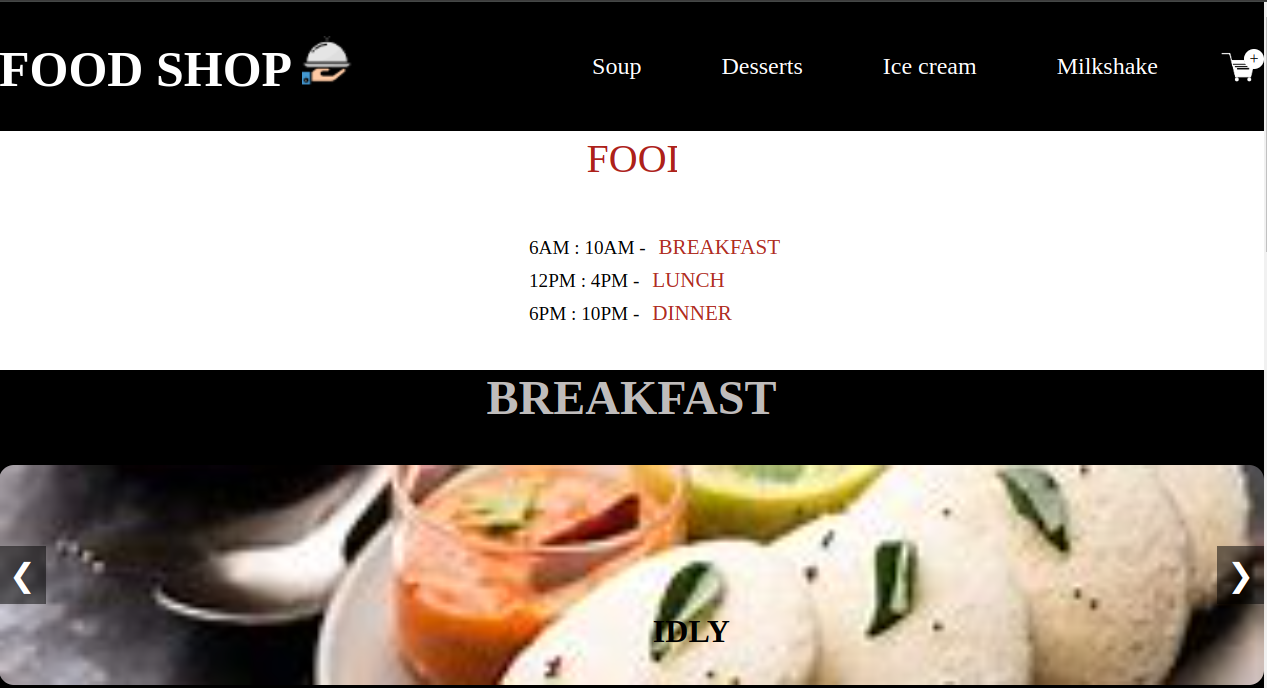 FOOD SHOP
Soup Desserts Ice cream Milkshake +
FOOI
6AM : 10AM - BREAKFAST
12PM : 4PM - LUNCH
6PM : 10PM - DINNER
BREAKFAST
❮ ❯
IDLY